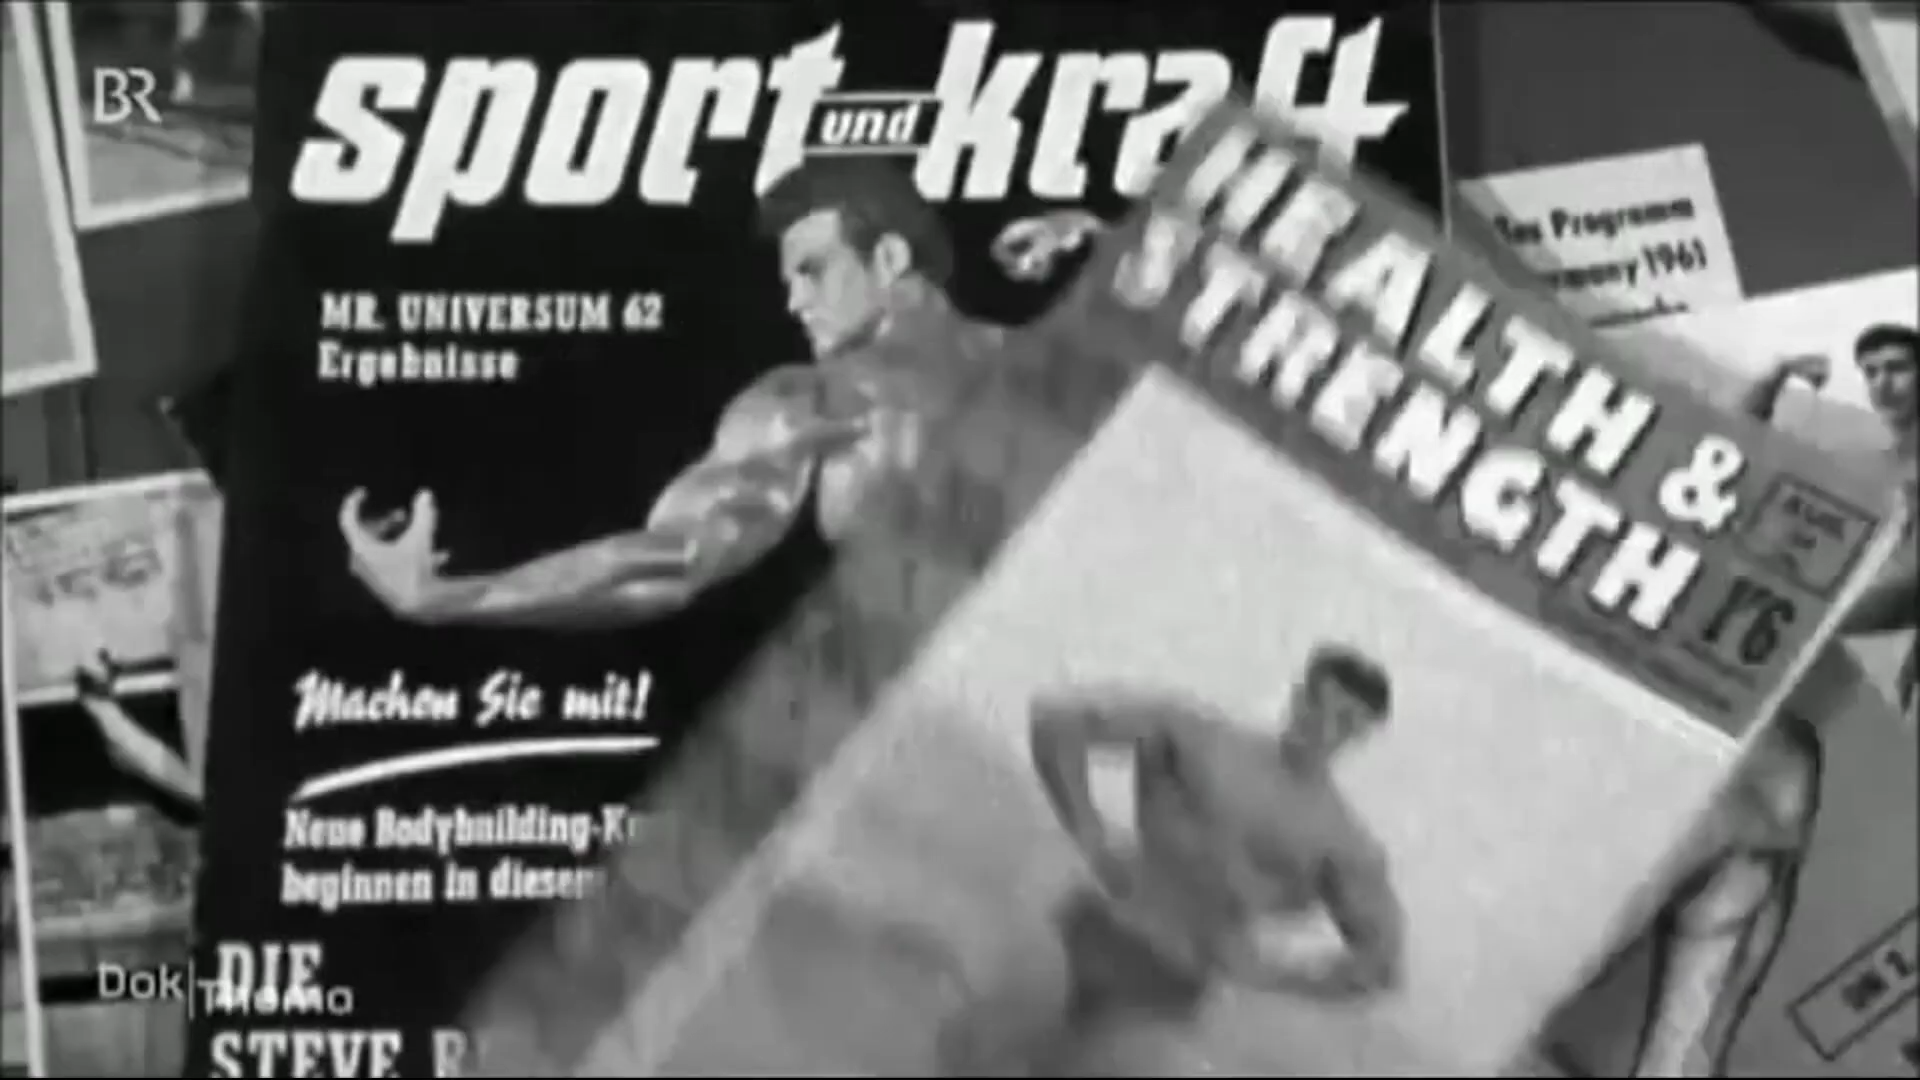 BR
sport und kraft
MR. UNIVERSUM 62
Ergebnisse
Machen Sie mit!
Neue Bodybuilding-K
beginnen in dieser
DIE
STEVE R
HEALTH &
STRENGTH
1'6
Das Programm
1961
Dok|Thema